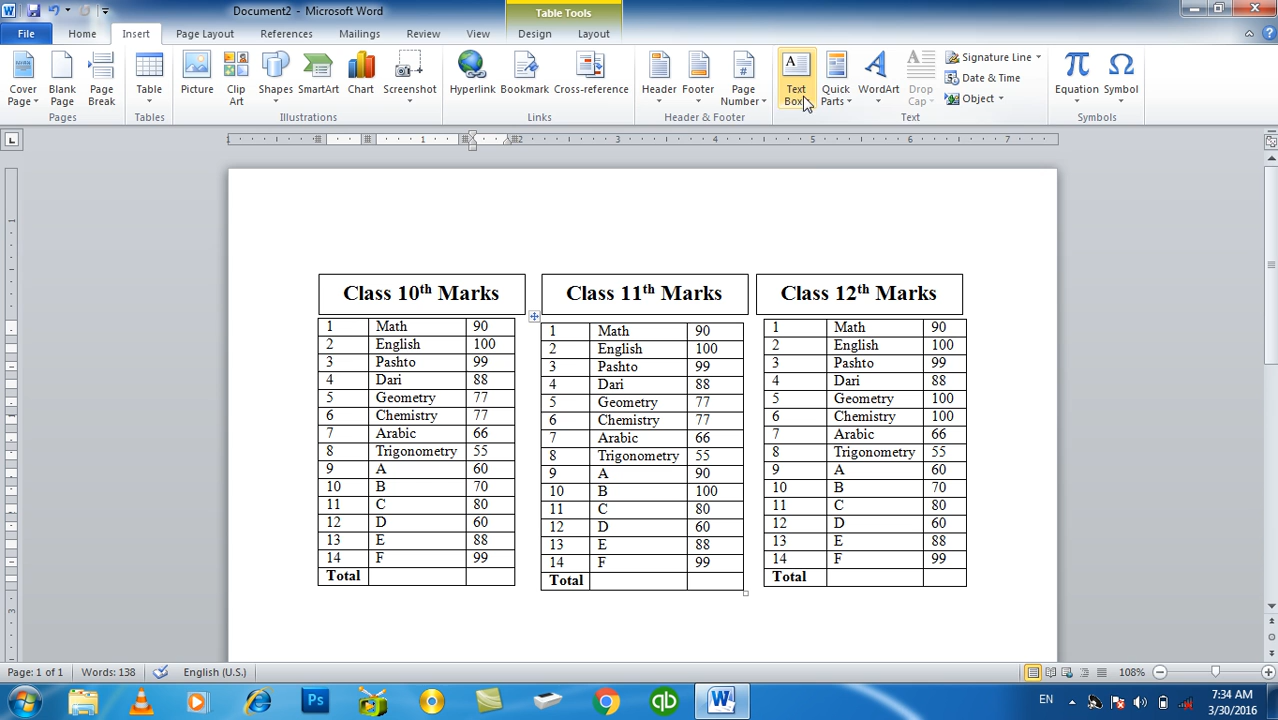 Document2 - Microsoft Word
Table Tools
File Home Insert Page Layout References Mailings Review View Design Layout
Cover Page
Blank Page
Page Break
Pages
Table
Tables
Picture
Clip Art
Shapes
SmartArt
Chart
Screenshot
Illustrations
Hyperlink
Bookmark
Cross-reference
Links
Header
Footer
Page Number
Header & Footer
Text Box
Quick Parts
WordArt
Drop Cap
Signature Line
Date & Time
Object
Text
Equation
Symbol
Symbols
1 1 2 3 4 5 6 7
Class 10th Marks
1 Math 90
2 English 100
3 Pashto 99
4 Dari 88
5 Geometry 77
6 Chemistry 77
7 Arabic 66
8 Trigonometry 55
9 A 60
10 B 70
11 C 80
12 D 60
13 E 88
14 F 99
Total
Class 11th Marks
1 Math 90
2 English 100
3 Pashto 99
4 Dari 88
5 Geometry 77
6 Chemistry 77
7 Arabic 66
8 Trigonometry 55
9 A 90
10 B 100
11 C 80
12 D 60
13 E 88
14 F 99
Total
Class 12th Marks
1 Math 90
2 English 100
3 Pashto 99
4 Dari 88
5 Geometry 100
6 Chemistry 100
7 Arabic 66
8 Trigonometry 55
9 A 60
10 B 70
11 C 80
12 D 60
13 E 88
14 F 99
Total
Page: 1 of 1 Words: 138 English (U.S.) 108%
EN 7:34 AM
3/30/2016